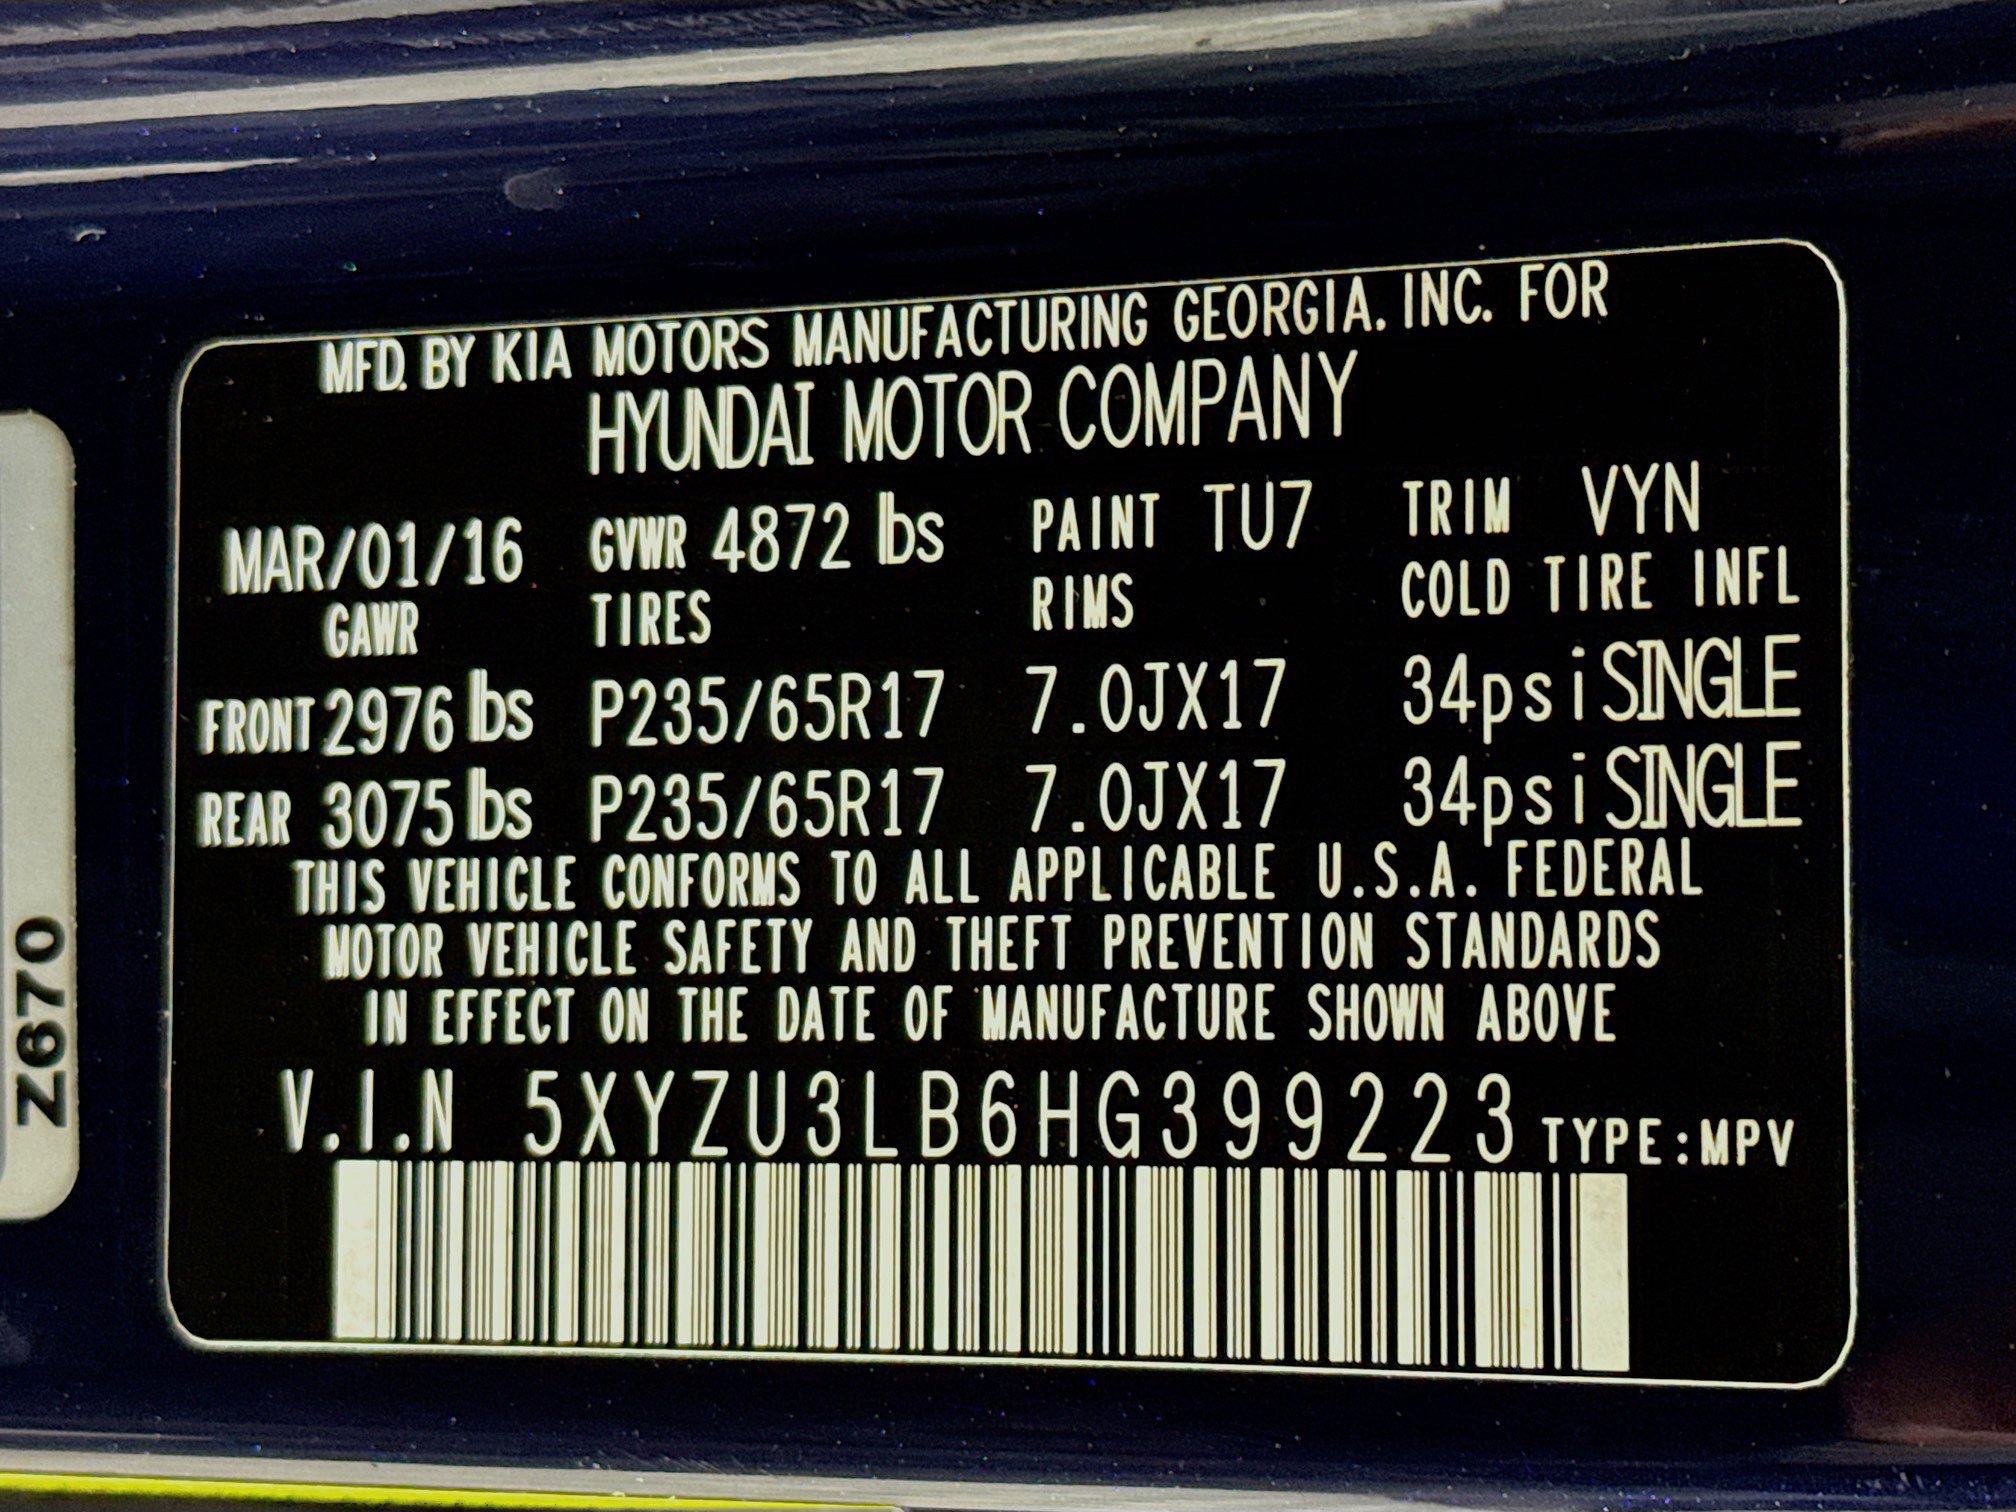 MFD. BY KIA MOTORS MANUFACTURING GEORGIA. INC. FOR
HYUNDAI MOTOR COMPANY
MAR/01/16 GVWR 4872 lbs PAINT TU7 TRIM VYN
GAWR TIRES RIMS COLD TIRE INFL
FRONT 2976 lbs P235/65R17 7.0JX17 34psi SINGLE
REAR 3075 lbs P235/65R17 7.0JX17 34psi SINGLE
THIS VEHICLE CONFORMS TO ALL APPLICABLE U.S.A. FEDERAL
MOTOR VEHICLE SAFETY AND THEFT PREVENTION STANDARDS
IN EFFECT ON THE DATE OF MANUFACTURE SHOWN ABOVE
V.I.N 5XYZU3LB6HG399223 TYPE:MPV
Z670